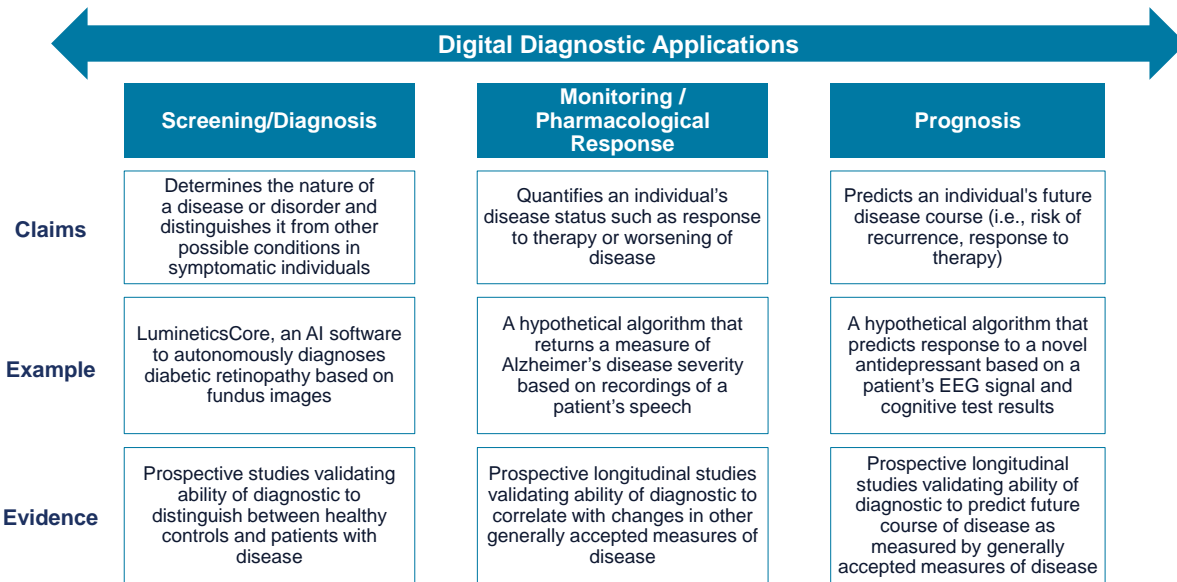 Digital Diagnostic Applications
Screening/Diagnosis
Monitoring /
Pharmacological
Response
Prognosis
Claims
Determines the nature of
a disease or disorder and
distinguishes it from other
possible conditions in
symptomatic individuals
Quantifies an individual’s
disease status such as response
to therapy or worsening of
disease
Predicts an individual's future
disease course (i.e., risk of
recurrence, response to
therapy)
Example
LumineticsCore, an AI software
to autonomously diagnoses
diabetic retinopathy based on
fundus images
A hypothetical algorithm that
returns a measure of
Alzheimer’s disease severity
based on recordings of a
patient’s speech
A hypothetical algorithm that
predicts response to a novel
antidepressant based on a
patient’s EEG signal and
cognitive test results
Evidence
Prospective studies validating
ability of diagnostic to
distinguish between healthy
controls and patients with
disease
Prospective longitudinal studies
validating ability of diagnostic to
correlate with changes in other
generally accepted measures of
disease
Prospective longitudinal
studies validating ability of
diagnostic to predict future
course of disease as
measured by generally
accepted measures of disease